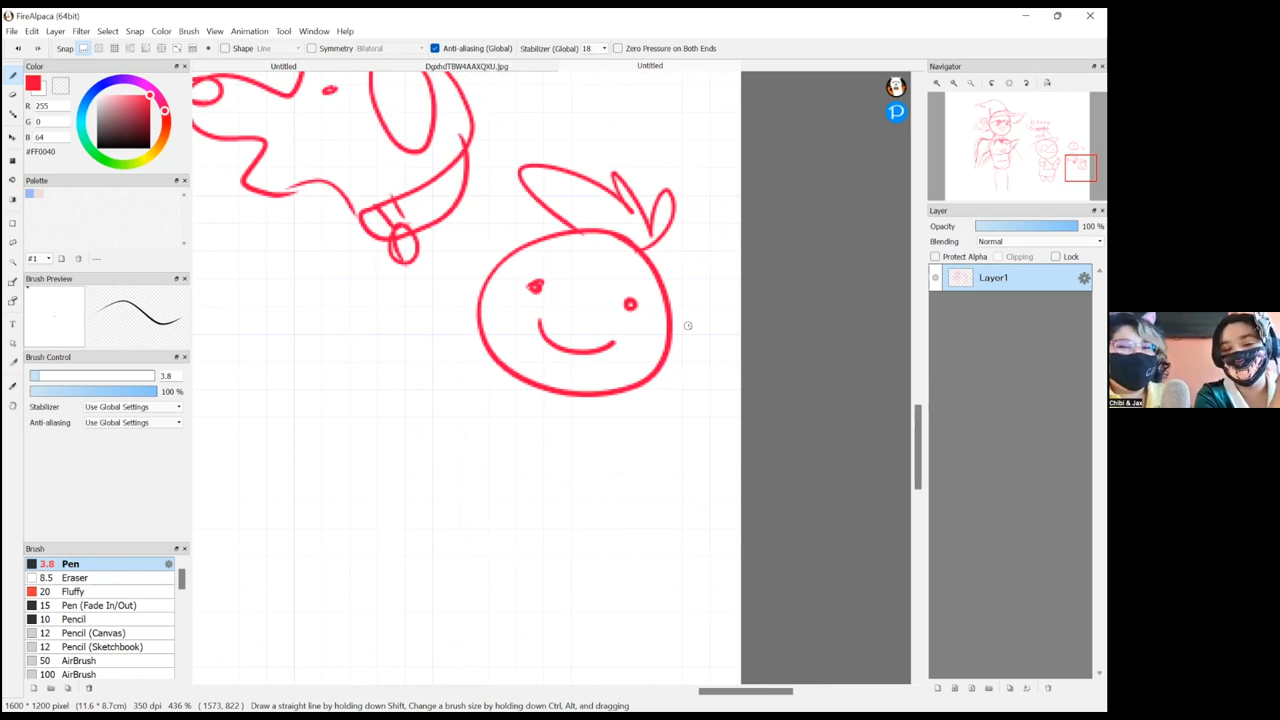 FireAlpaca (64bit)
File Edit Layer Filter Select Snap Color Brush View Animation Tool Window Help
Snap Shape Line Symmetry Bilateral Anti-aliasing (Global) Stabilizer (Global) 18 Zero Pressure on Both Ends
Color
Untitled
DgxhdTBW4AAXQXU.jpg
Untitled
Navigator
R 255
G 0
B 64
#FF0040
Palette
#1
---
Brush Preview
Brush Control
3.8
100 %
Stabilizer Use Global Settings
Anti-aliasing Use Global Settings
Brush
3.8 Pen
8.5 Eraser
20 Fluffy
15 Pen (Fade In/Out)
10 Pencil
12 Pencil (Canvas)
12 Pencil (Sketchbook)
50 AirBrush
100 AirBrush
P
Layer
Opacity 100 %
Blending Normal
Protect Alpha Clipping Lock
Layer1
Chibi & Jax
1600 * 1200 pixel (11.6 * 8.7cm) 350 dpi 436 % ( 1573, 822 ) Draw a straight line by holding down Shift, Change a brush size by holding down Ctrl, Alt, and dragging